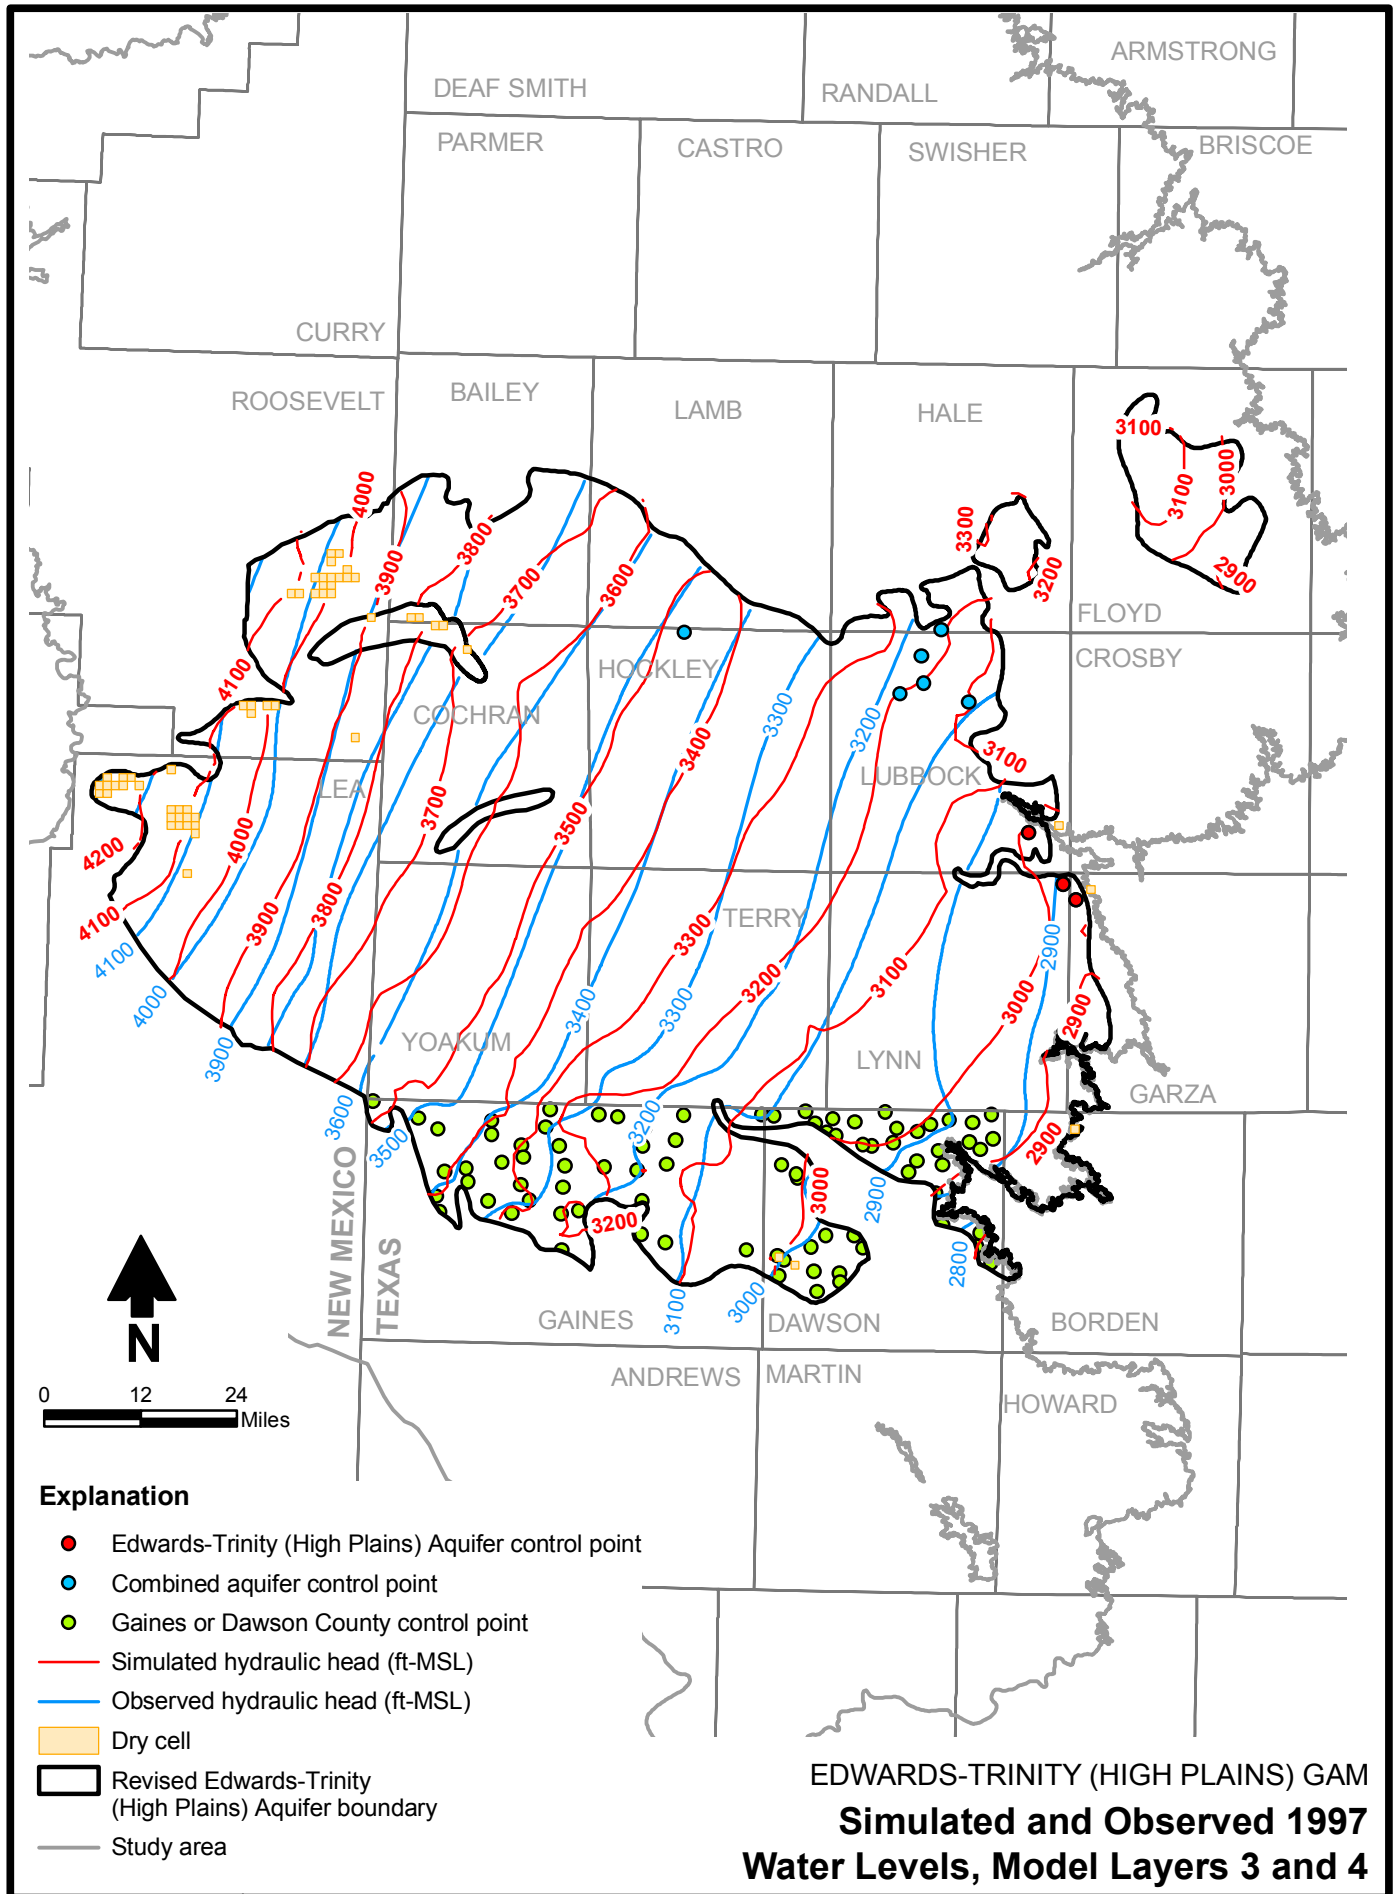 ARMSTRONG
DEAF SMITH
RANDALL
PARMER
CASTRO
SWISHER
BRISCOE
CURRY
ROOSEVELT
BAILEY
LAMB
HALE
3100
3100
3000
2900
4000
3900
3800
3700
3600
3300
3200
FLOYD
CROSBY
4100
HOCKLEY
COCHRAN
3300
3200
3400
3100
LUBBOCK
LEA
3700
3500
4000
4200
3800
3900
4100
4100
4000
3900
TERRY
3300
3200
3100
3000
2900
2900
3400
3300
YOAKUM
LYNN
GARZA
3600
3500
3200
2900
3000
2900
3200
2800
3100
3000
NEW MEXICO
TEXAS
GAINES
DAWSON
BORDEN
ANDREWS
MARTIN
HOWARD
N
0 12 24
Miles
Explanation
Edwards-Trinity (High Plains) Aquifer control point
Combined aquifer control point
Gaines or Dawson County control point
Simulated hydraulic head (ft-MSL)
Observed hydraulic head (ft-MSL)
Dry cell
Revised Edwards-Trinity
(High Plains) Aquifer boundary
Study area
EDWARDS-TRINITY (HIGH PLAINS) GAM
Simulated and Observed 1997
Water Levels, Model Layers 3 and 4